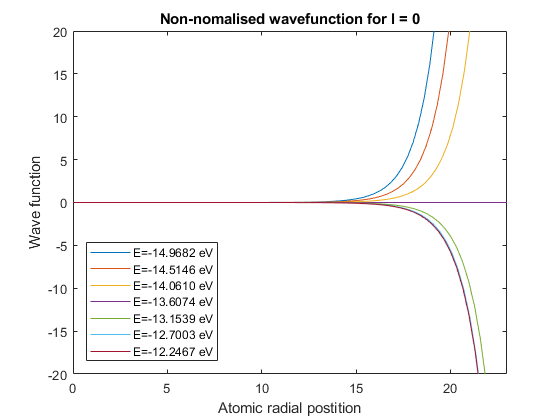 Non-nomalised wavefunction for l = 0
20
15
10
5
0
-5
-10
-15
-20
Wave function
E=-14.9682 eV
E=-14.5146 eV
E=-14.0610 eV
E=-13.6074 eV
E=-13.1539 eV
E=-12.7003 eV
E=-12.2467 eV
0 5 10 15 20
Atomic radial postition